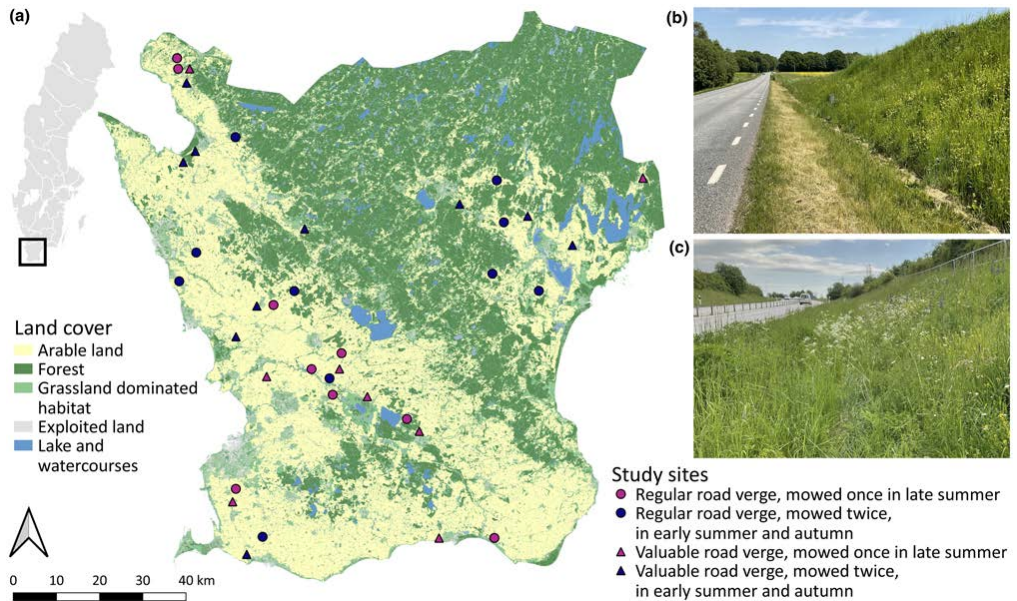 (a)
Land cover
Arable land
Forest
Grassland dominated
habitat
Exploited land
Lake and
watercourses
0 10 20 30 40 km
(b)
(c)
Study sites
Regular road verge, mowed once in late summer
Regular road verge, mowed twice,
in early summer and autumn
Valuable road verge, mowed once in late summer
Valuable road verge, mowed twice,
in early summer and autumn